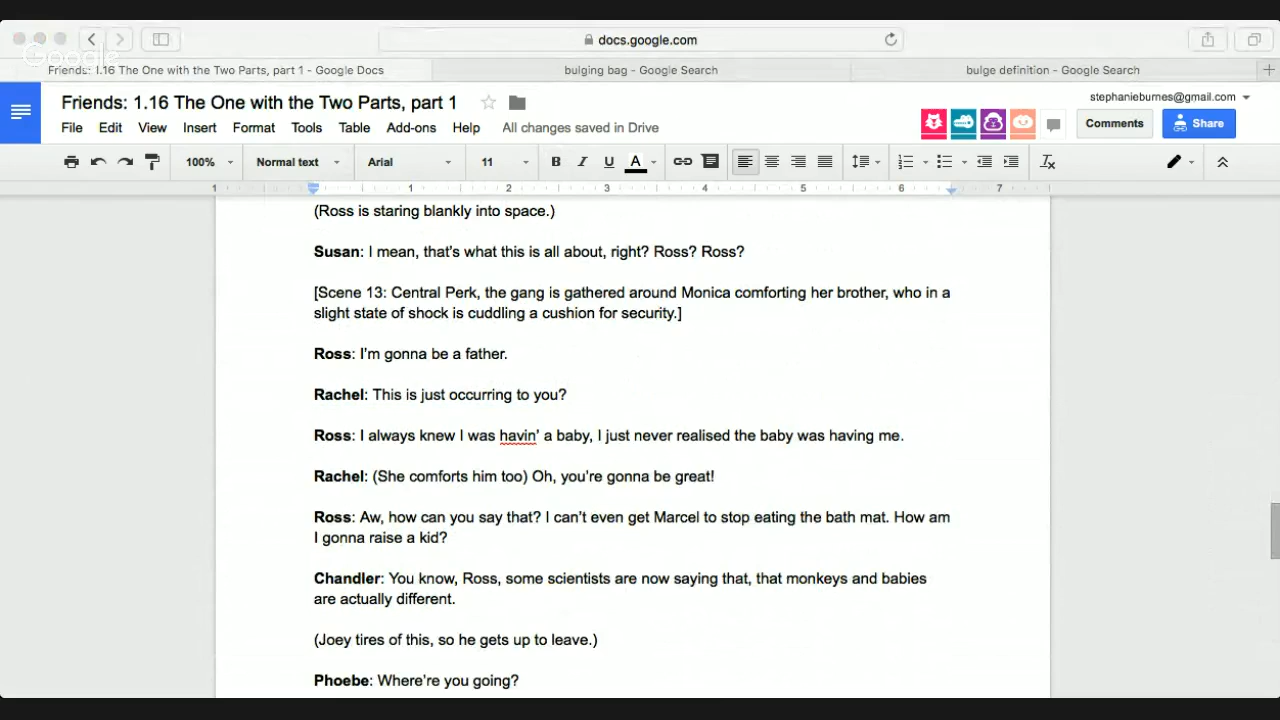 docs.google.com
Google
Friends: 1.16 The One with the Two Parts, part 1 - Google Docs
bulging bag - Google Search
bulge definition - Google Search
Friends: 1.16 The One with the Two Parts, part 1
stephanieburnes@gmail.com
File Edit View Insert Format Tools Table Add-ons Help All changes saved in Drive
Comments
Share
100% Normal text Arial 11 B I U A
1 1 2 3 4 5 6 7
(Ross is staring blankly into space.)
Susan: I mean, that's what this is all about, right? Ross? Ross?
[Scene 13: Central Perk, the gang is gathered around Monica comforting her brother, who in a
slight state of shock is cuddling a cushion for security.]
Ross: I'm gonna be a father.
Rachel: This is just occurring to you?
Ross: I always knew I was havin' a baby, I just never realised the baby was having me.
Rachel: (She comforts him too) Oh, you're gonna be great!
Ross: Aw, how can you say that? I can't even get Marcel to stop eating the bath mat. How am
I gonna raise a kid?
Chandler: You know, Ross, some scientists are now saying that, that monkeys and babies
are actually different.
(Joey tires of this, so he gets up to leave.)
Phoebe: Where're you going?